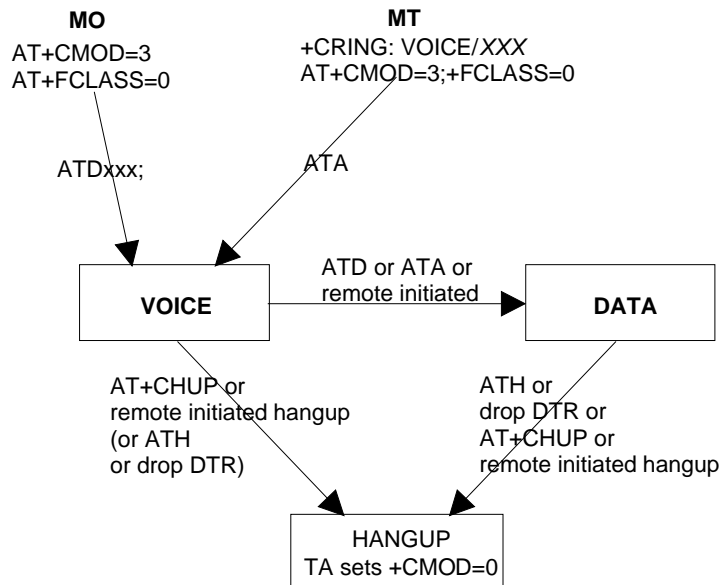 MO
AT+CMOD=3
AT+FCLASS=0
MT
+CRING: VOICE/XXX
AT+CMOD=3;+FCLASS=0
ATDxxx;
ATA
VOICE
ATD or ATA or
remote initiated
DATA
AT+CHUP or
remote initiated hangup
(or ATH
or drop DTR)
ATH or
drop DTR or
AT+CHUP or
remote initiated hangup
HANGUP
TA sets +CMOD=0